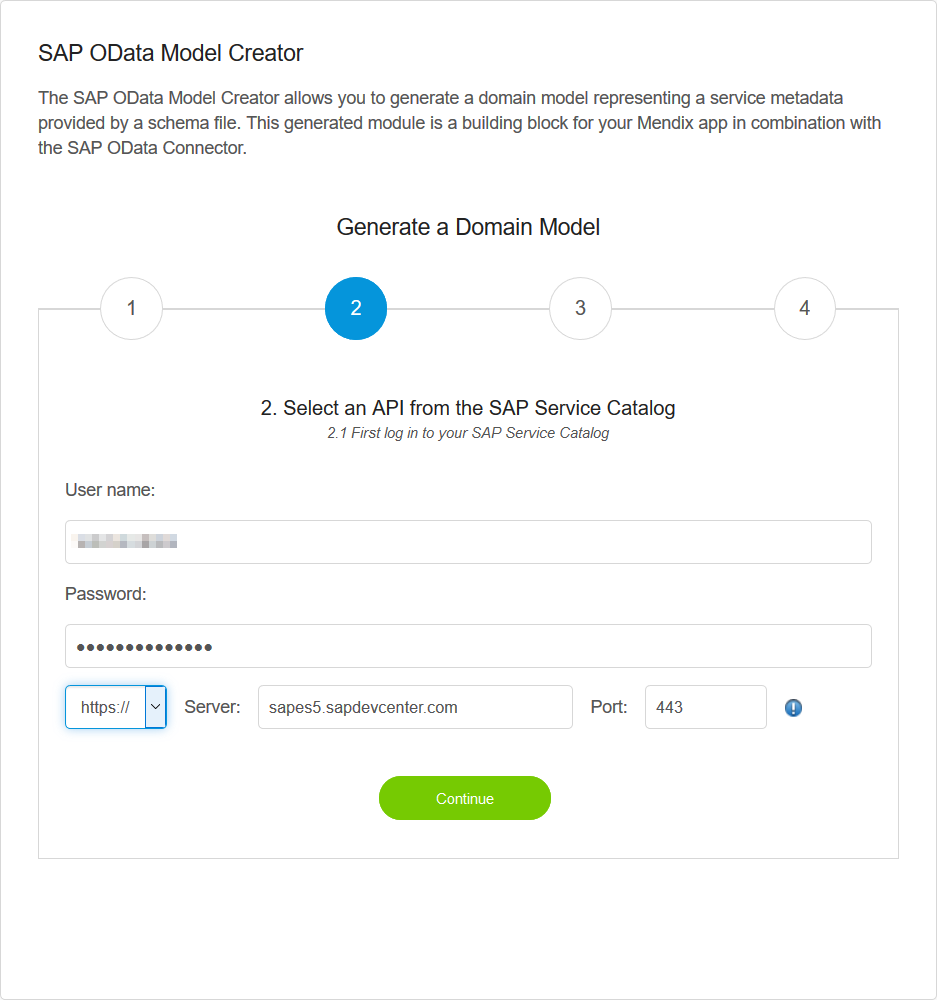 SAP OData Model Creator
The SAP OData Model Creator allows you to generate a domain model representing a service metadata
provided by a schema file. This generated module is a building block for your Mendix app in combination with
the SAP OData Connector.
Generate a Domain Model
1 2 3 4
2. Select an API from the SAP Service Catalog
2.1 First log in to your SAP Service Catalog
User name:
Password:
●●●●●●●●●●●●●●
https:// Server: sapes5.sapdevcenter.com Port: 443
Continue